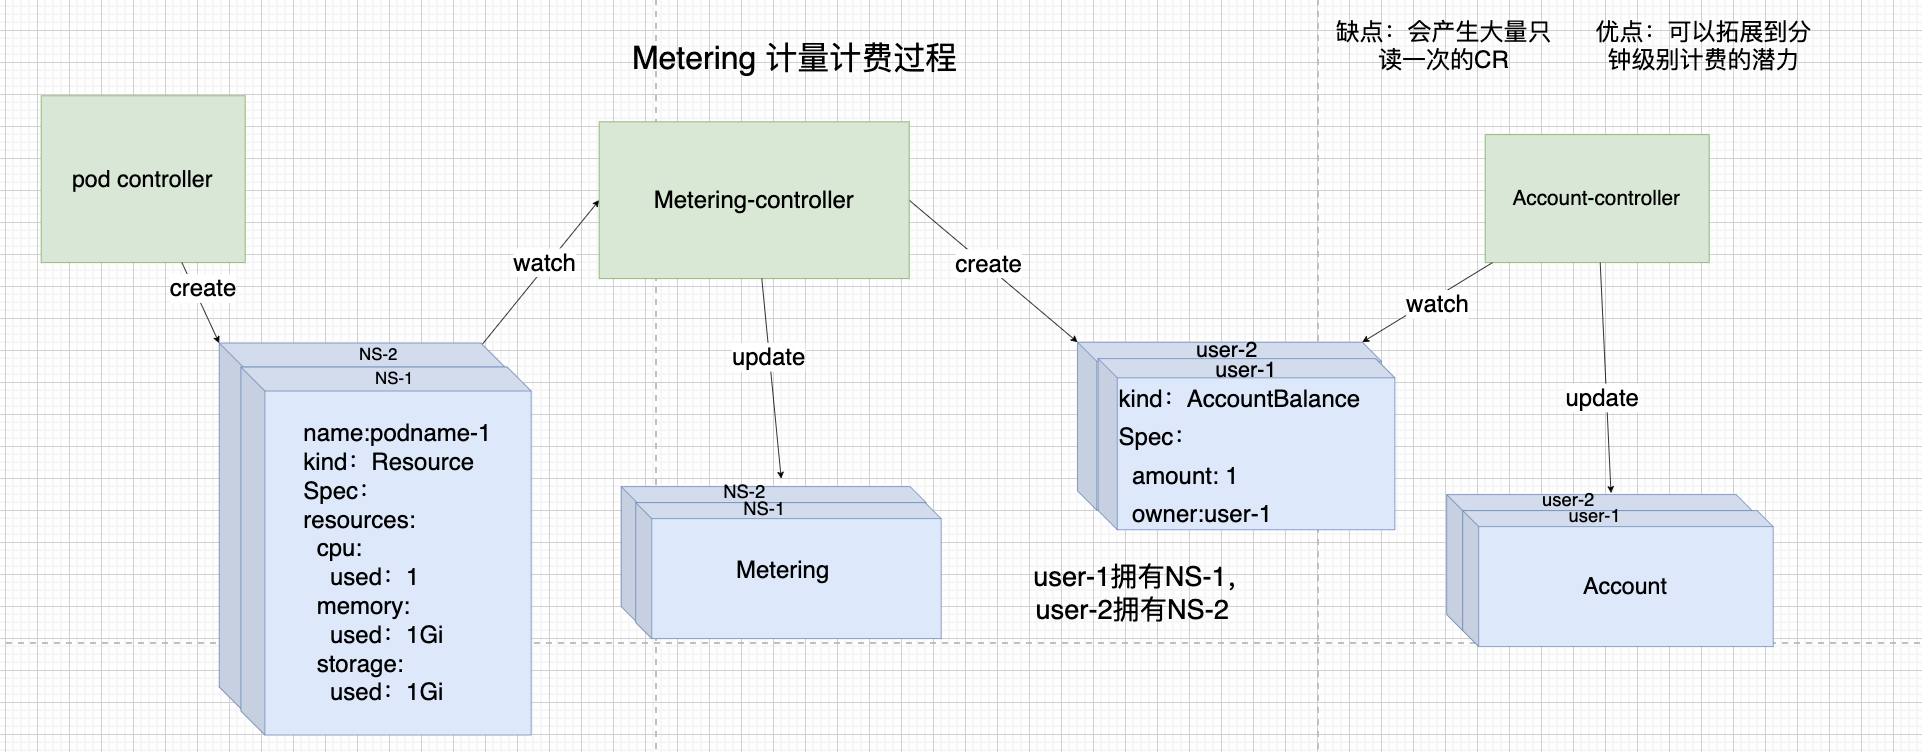 Metering 计量计费过程
缺点：会产生大量只
读一次的CR
优点：可以拓展到分
钟级别计费的潜力
pod controller
create
NS-2
NS-1
name:podname-1
kind：Resource
Spec：
resources:
cpu:
used：1
memory:
used：1Gi
storage:
used：1Gi
watch
Metering-controller
update
NS-2
NS-1
Metering
create
user-2
user-1
kind：AccountBalance
Spec：
amount: 1
owner:user-1
user-1拥有NS-1，
user-2拥有NS-2
Account-controller
watch
update
user-2
user-1
Account